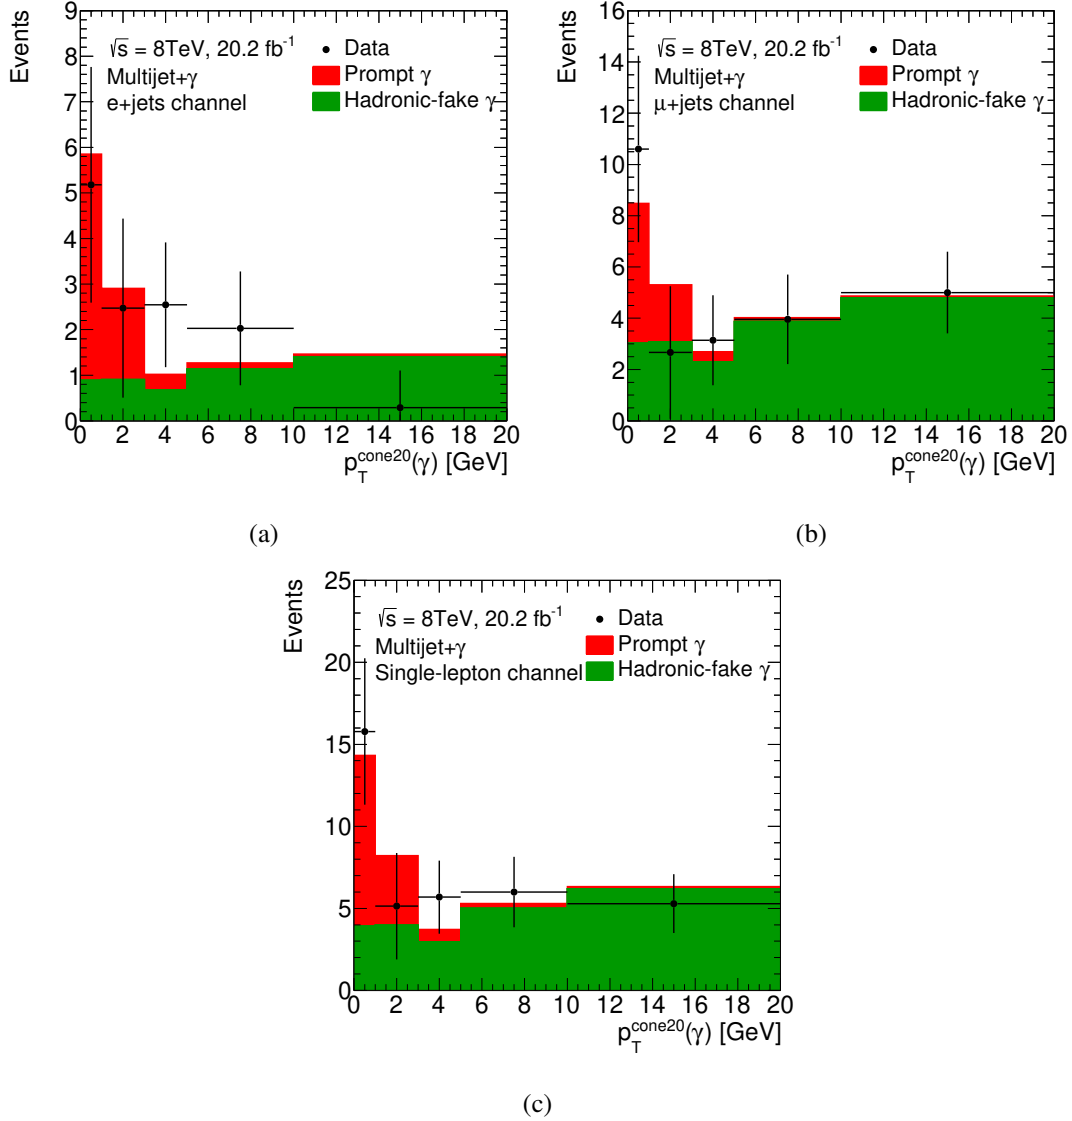 Events
9
8
7
6
5
4
3
2
1
0
√s = 8TeV, 20.2 fb⁻¹
Multijet+γ
e+jets channel
Data
Prompt γ
Hadronic-fake γ
0 2 4 6 8 10 12 14 16 18 20
p_T^cone20(γ) [GeV]
(a)
Events
16
14
12
10
8
6
4
2
0
√s = 8TeV, 20.2 fb⁻¹
Multijet+γ
μ+jets channel
Data
Prompt γ
Hadronic-fake γ
0 2 4 6 8 10 12 14 16 18 20
p_T^cone20(γ) [GeV]
(b)
Events
25
20
15
10
5
0
√s = 8TeV, 20.2 fb⁻¹
Multijet+γ
Single-lepton channel
Data
Prompt γ
Hadronic-fake γ
0 2 4 6 8 10 12 14 16 18 20
p_T^cone20(γ) [GeV]
(c)